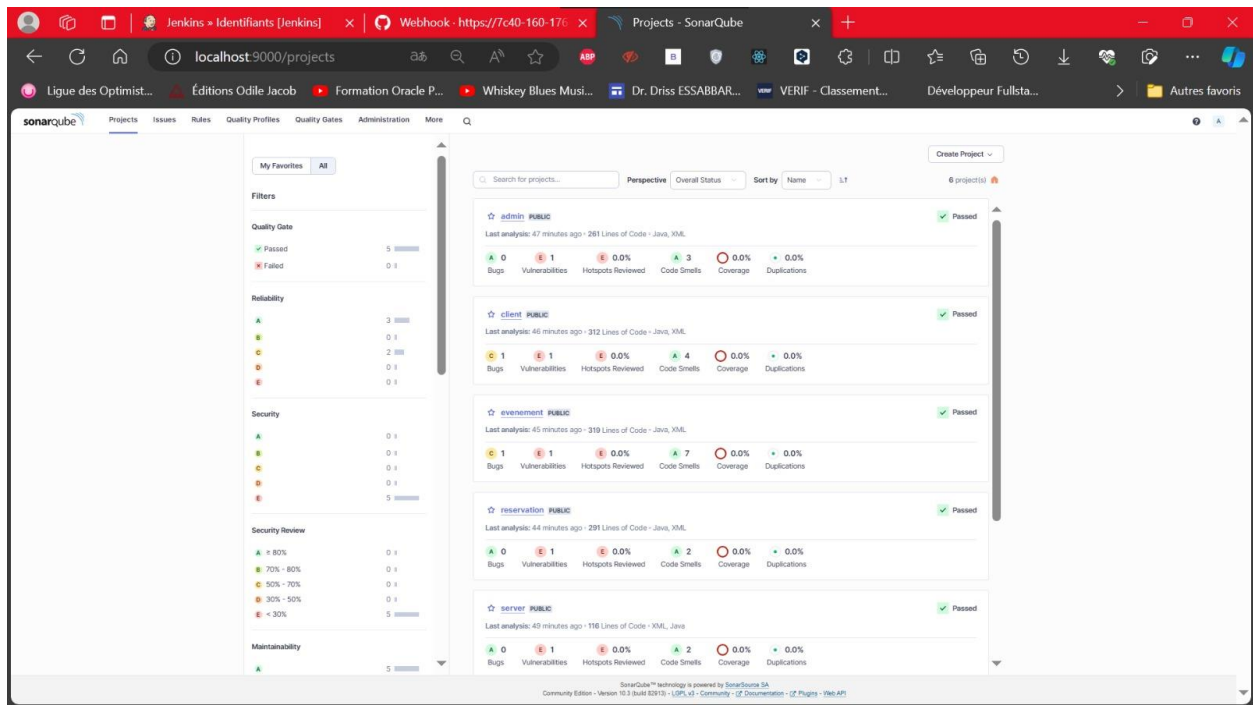 Jenkins » Identifiants [Jenkins]
Webhook · https://7c40-160-176
Projects - SonarQube
localhost:9000/projects
Ligue des Optimist...
Éditions Odile Jacob
Formation Oracle P...
Whiskey Blues Musi...
Dr. Driss ESSABBAR...
VERIF - Classement...
Développeur Fullsta...
Autres favoris
sonarqube
Projects Issues Rules Quality Profiles Quality Gates Administration More
A
My Favorites All
Filters
Quality Gate
Passed 5
Failed 0
Reliability
A 3
B 0
C 2
D 0
E 0
Security
A 0
B 0
C 0
D 0
E 5
Security Review
A ≥ 80% 0
B 70% - 80% 0
C 50% - 70% 0
D 30% - 50% 0
E < 30% 5
Maintainability
A 5
Create Project
Search for projects... Perspective Overall Status Sort by Name 6 project(s)
admin PUBLIC Passed
Last analysis: 47 minutes ago • 261 Lines of Code • Java, XML
A 0 E 1 E 0.0% A 3 0.0% 0.0%
Bugs Vulnerabilities Hotspots Reviewed Code Smells Coverage Duplications
client PUBLIC Passed
Last analysis: 46 minutes ago • 312 Lines of Code • Java, XML
C 1 E 1 E 0.0% A 4 0.0% 0.0%
Bugs Vulnerabilities Hotspots Reviewed Code Smells Coverage Duplications
evenement PUBLIC Passed
Last analysis: 45 minutes ago • 319 Lines of Code • Java, XML
C 1 E 1 E 0.0% A 7 0.0% 0.0%
Bugs Vulnerabilities Hotspots Reviewed Code Smells Coverage Duplications
reservation PUBLIC Passed
Last analysis: 44 minutes ago • 291 Lines of Code • Java, XML
A 0 E 1 E 0.0% A 2 0.0% 0.0%
Bugs Vulnerabilities Hotspots Reviewed Code Smells Coverage Duplications
server PUBLIC Passed
Last analysis: 49 minutes ago • 116 Lines of Code • XML, Java
A 0 E 1 E 0.0% A 2 0.0% 0.0%
Bugs Vulnerabilities Hotspots Reviewed Code Smells Coverage Duplications
SonarQube™ technology is powered by SonarSource SA
Community Edition - Version 10.3 (build 82913) - LGPL v3 - Community - Documentation - Plugins - Web API